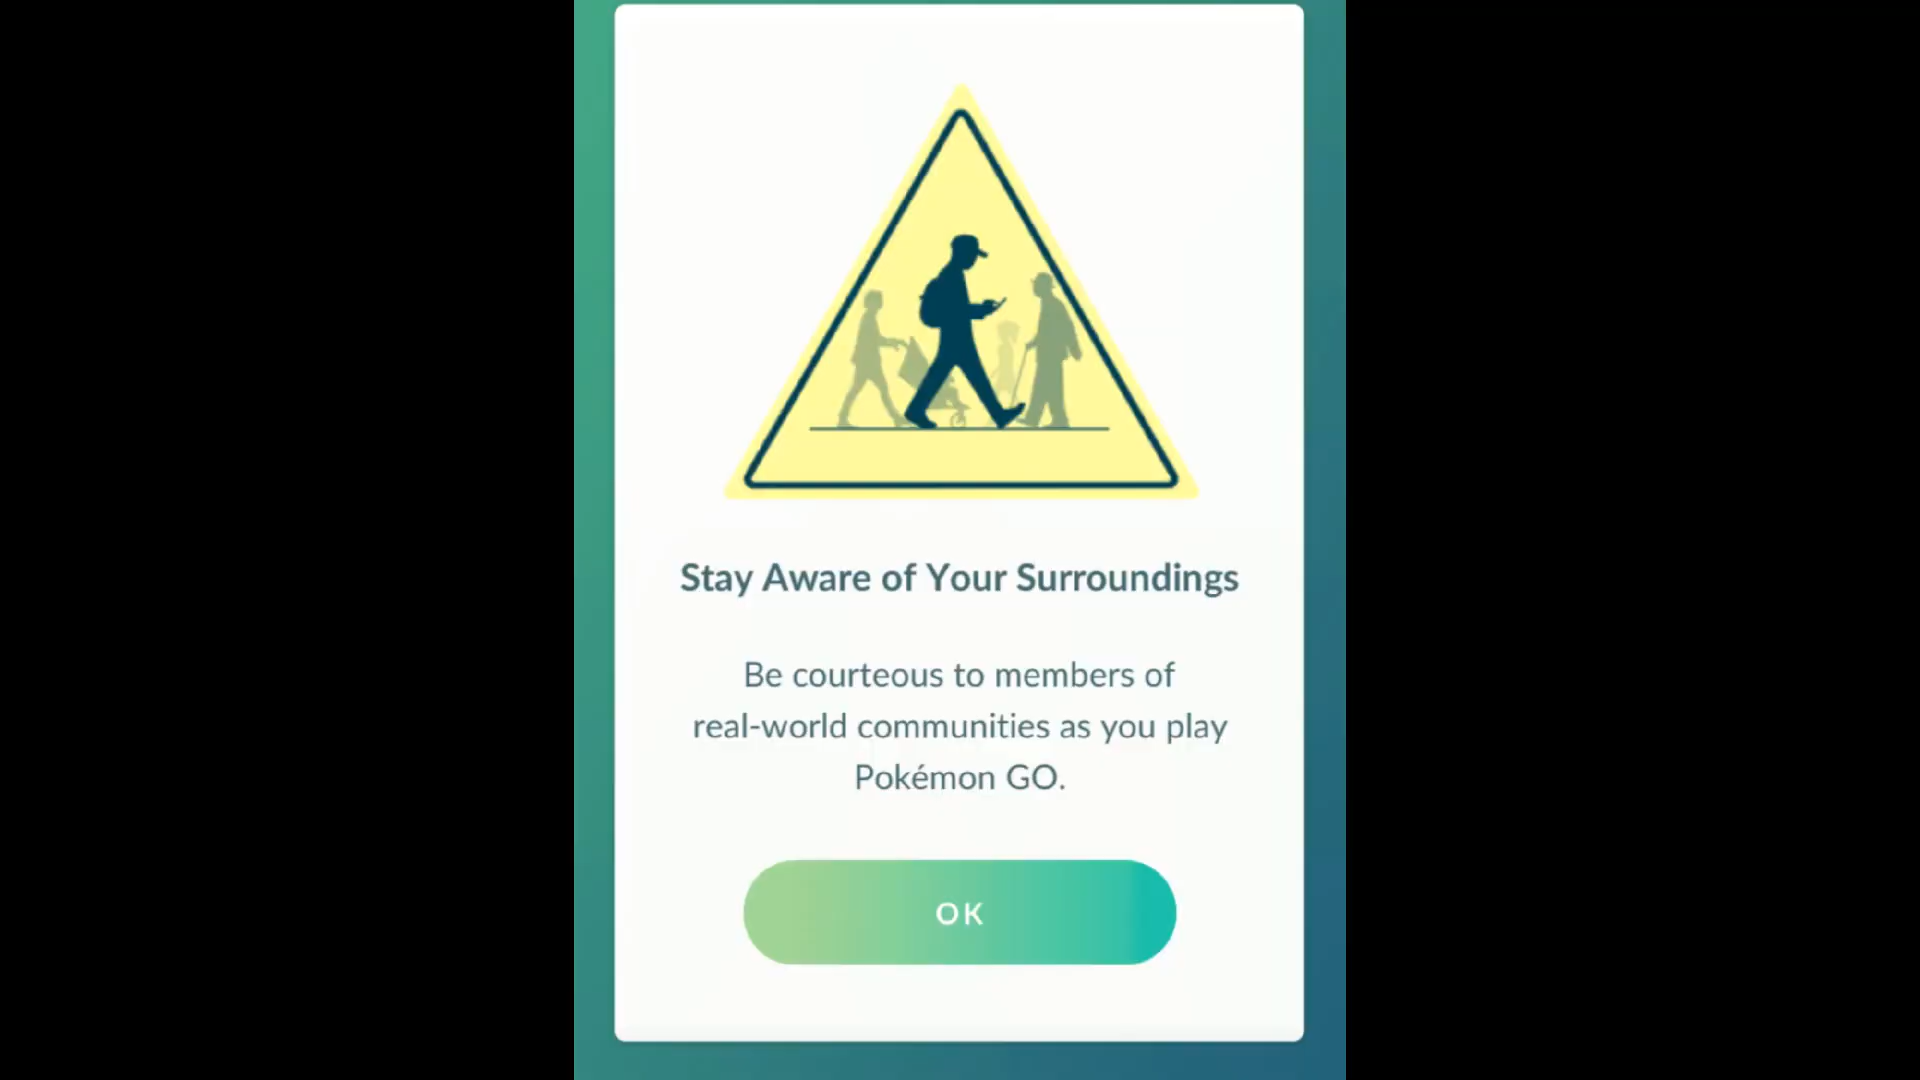 Stay Aware of Your Surroundings
Be courteous to members of
real-world communities as you play
Pokémon GO.
OK